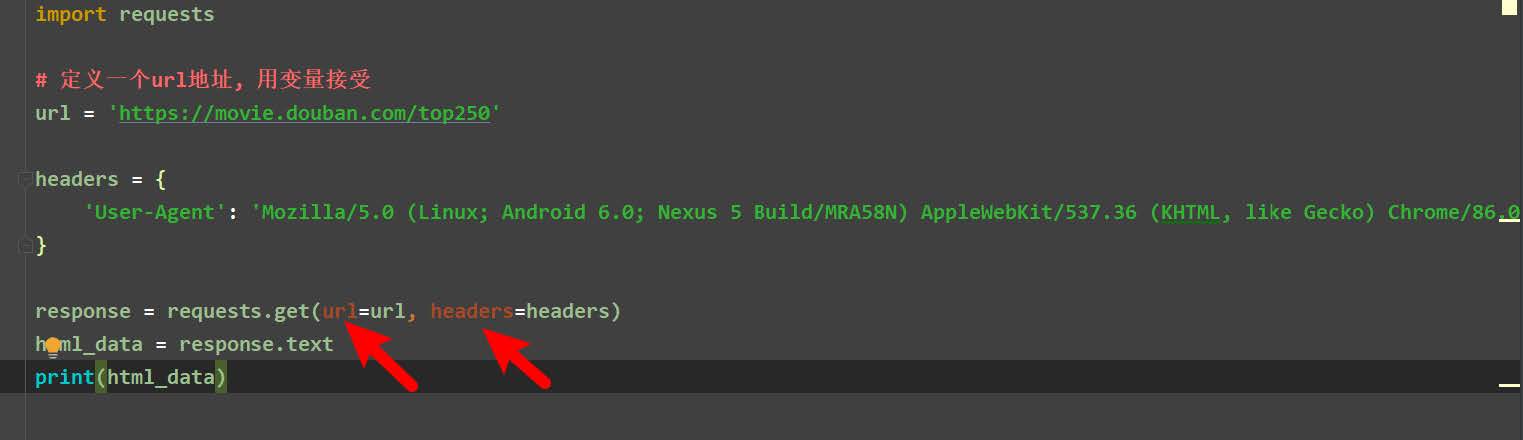 import requests
# 定义一个url地址, 用变量接受
url = 'https://movie.douban.com/top250'
headers = {
'User-Agent': 'Mozilla/5.0 (Linux; Android 6.0; Nexus 5 Build/MRA58N) AppleWebKit/537.36 (KHTML, like Gecko) Chrome/86.0
}
response = requests.get(url=url, headers=headers)
html_data = response.text
print(html_data)